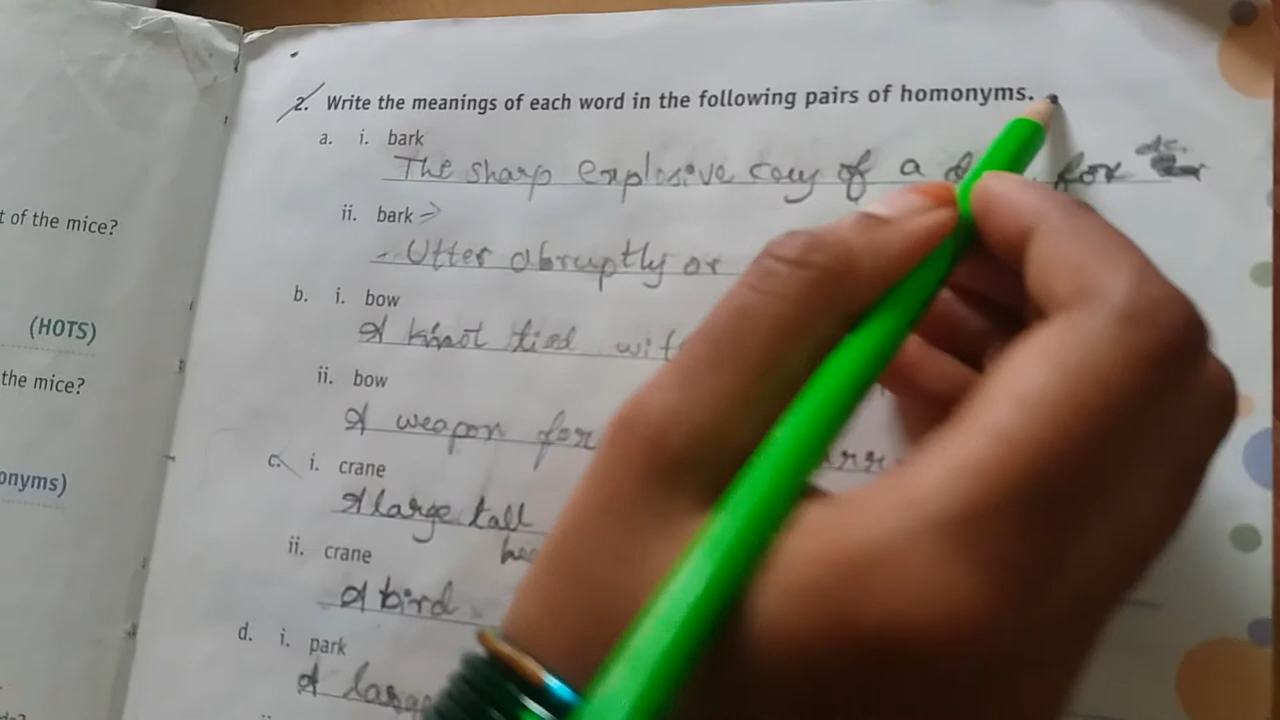 2. Write the meanings of each word in the following pairs of homonyms.
a. i. bark
The sharp explosive cay of a for
ii. bark →
- Utter abruptly or
t of the mice?
b. i. bow
A knot tied
(HOTS)
ii. bow
the mice?
A weapon for
c. i. crane
A large tall
onyms)
ii. crane
A bird
d. i. park
A